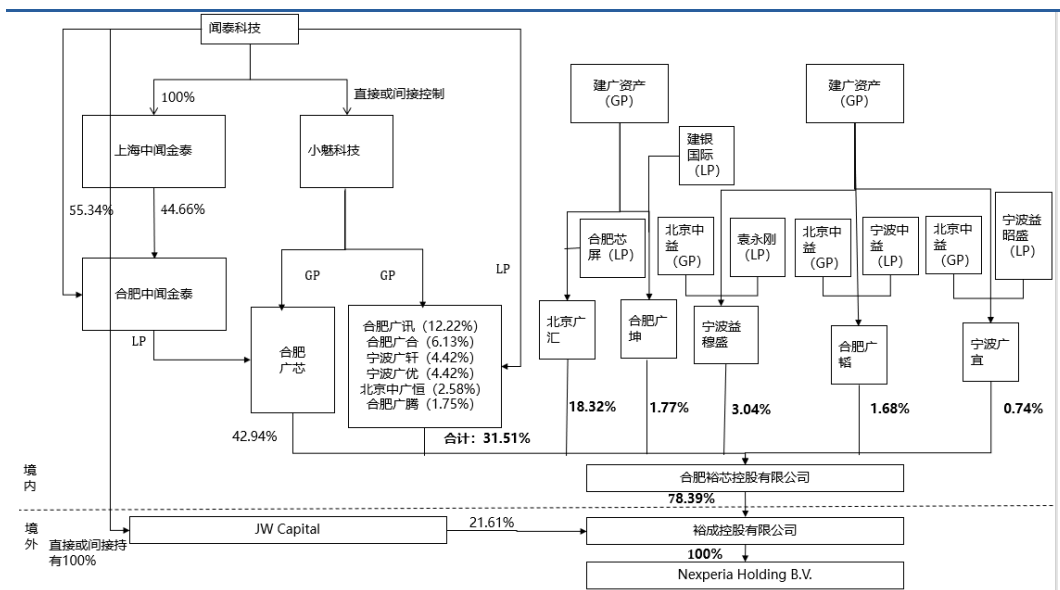 闻泰科技
100%
直接或间接控制
上海中闻金泰
小魅科技
建广资产
（GP）
建广资产
（GP）
建银
国际
（LP）
55.34%
44.66%
合肥芯
屏（LP）
北京中
益
（GP）
袁永刚
（LP）
北京中
益（GP）
宁波中
益（LP）
北京中
益（GP）
宁波益
昭盛
（LP）
GP
GP
LP
合肥中闻金泰
LP
合肥
广芯
合肥广讯（12.22%）
合肥广合（6.13%）
宁波广轩（4.42%）
宁波广优（4.42%）
北京中广恒（2.58%）
合肥广腾（1.75%）
北京广
汇
合肥广
坤
宁波益
穆盛
合肥广
韬
宁波广
宜
42.94%
合计：31.51%
18.32%
1.77%
3.04%
1.68%
0.74%
境
内
合肥裕芯控股有限公司
78.39%
境
外
直接或间接持
有100%
JW Capital
21.61%
裕成控股有限公司
100%
Nexperia Holding B.V.